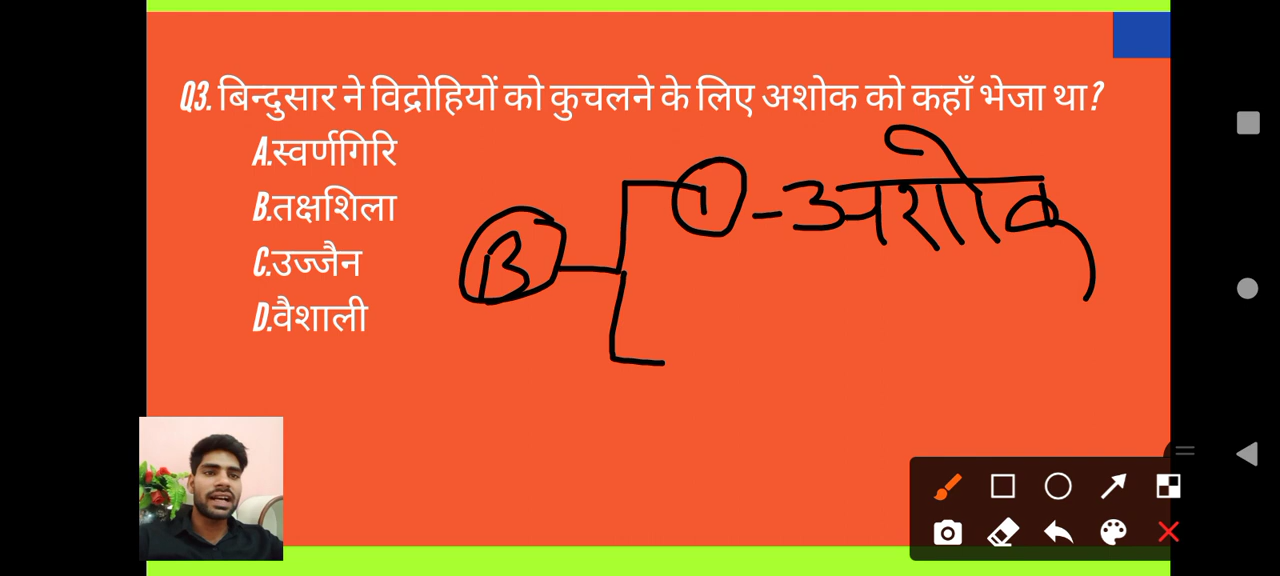 Q3. बिन्दुसार ने विद्रोहियों को कुचलने के लिए अशोक को कहाँ भेजा था?
A.स्वर्णगिरि
B.तक्षशिला
C.उज्जैन
D.वैशाली
B
1 - अशोक